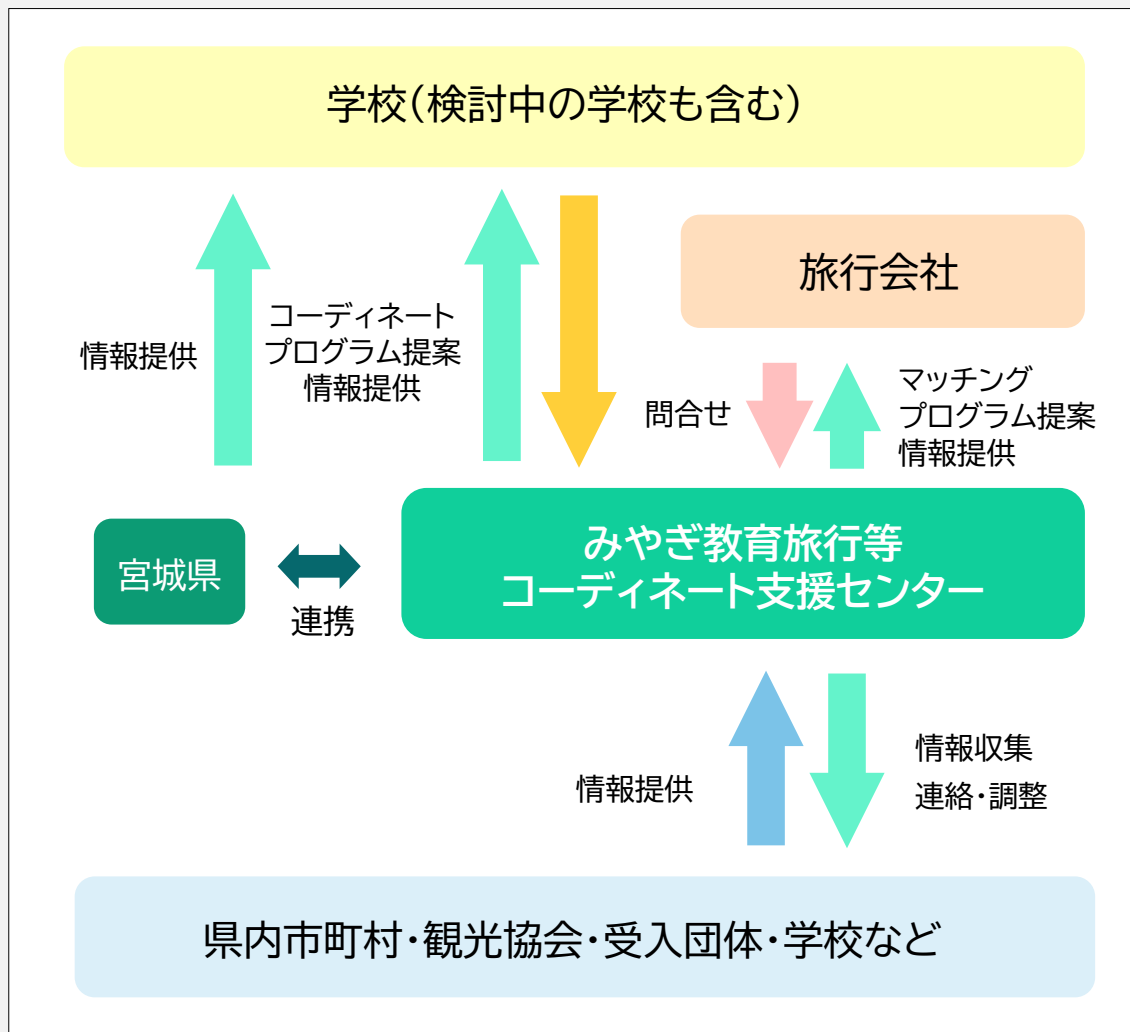 学校（検討中の学校も含む）
旅行会社
情報提供
コーディネート
プログラム提案
情報提供
問合せ
マッチング
プログラム提案
情報提供
宮城県
連携
みやぎ教育旅行等
コーディネート支援センター
情報提供
情報収集
連絡・調整
県内市町村・観光協会・受入団体・学校など